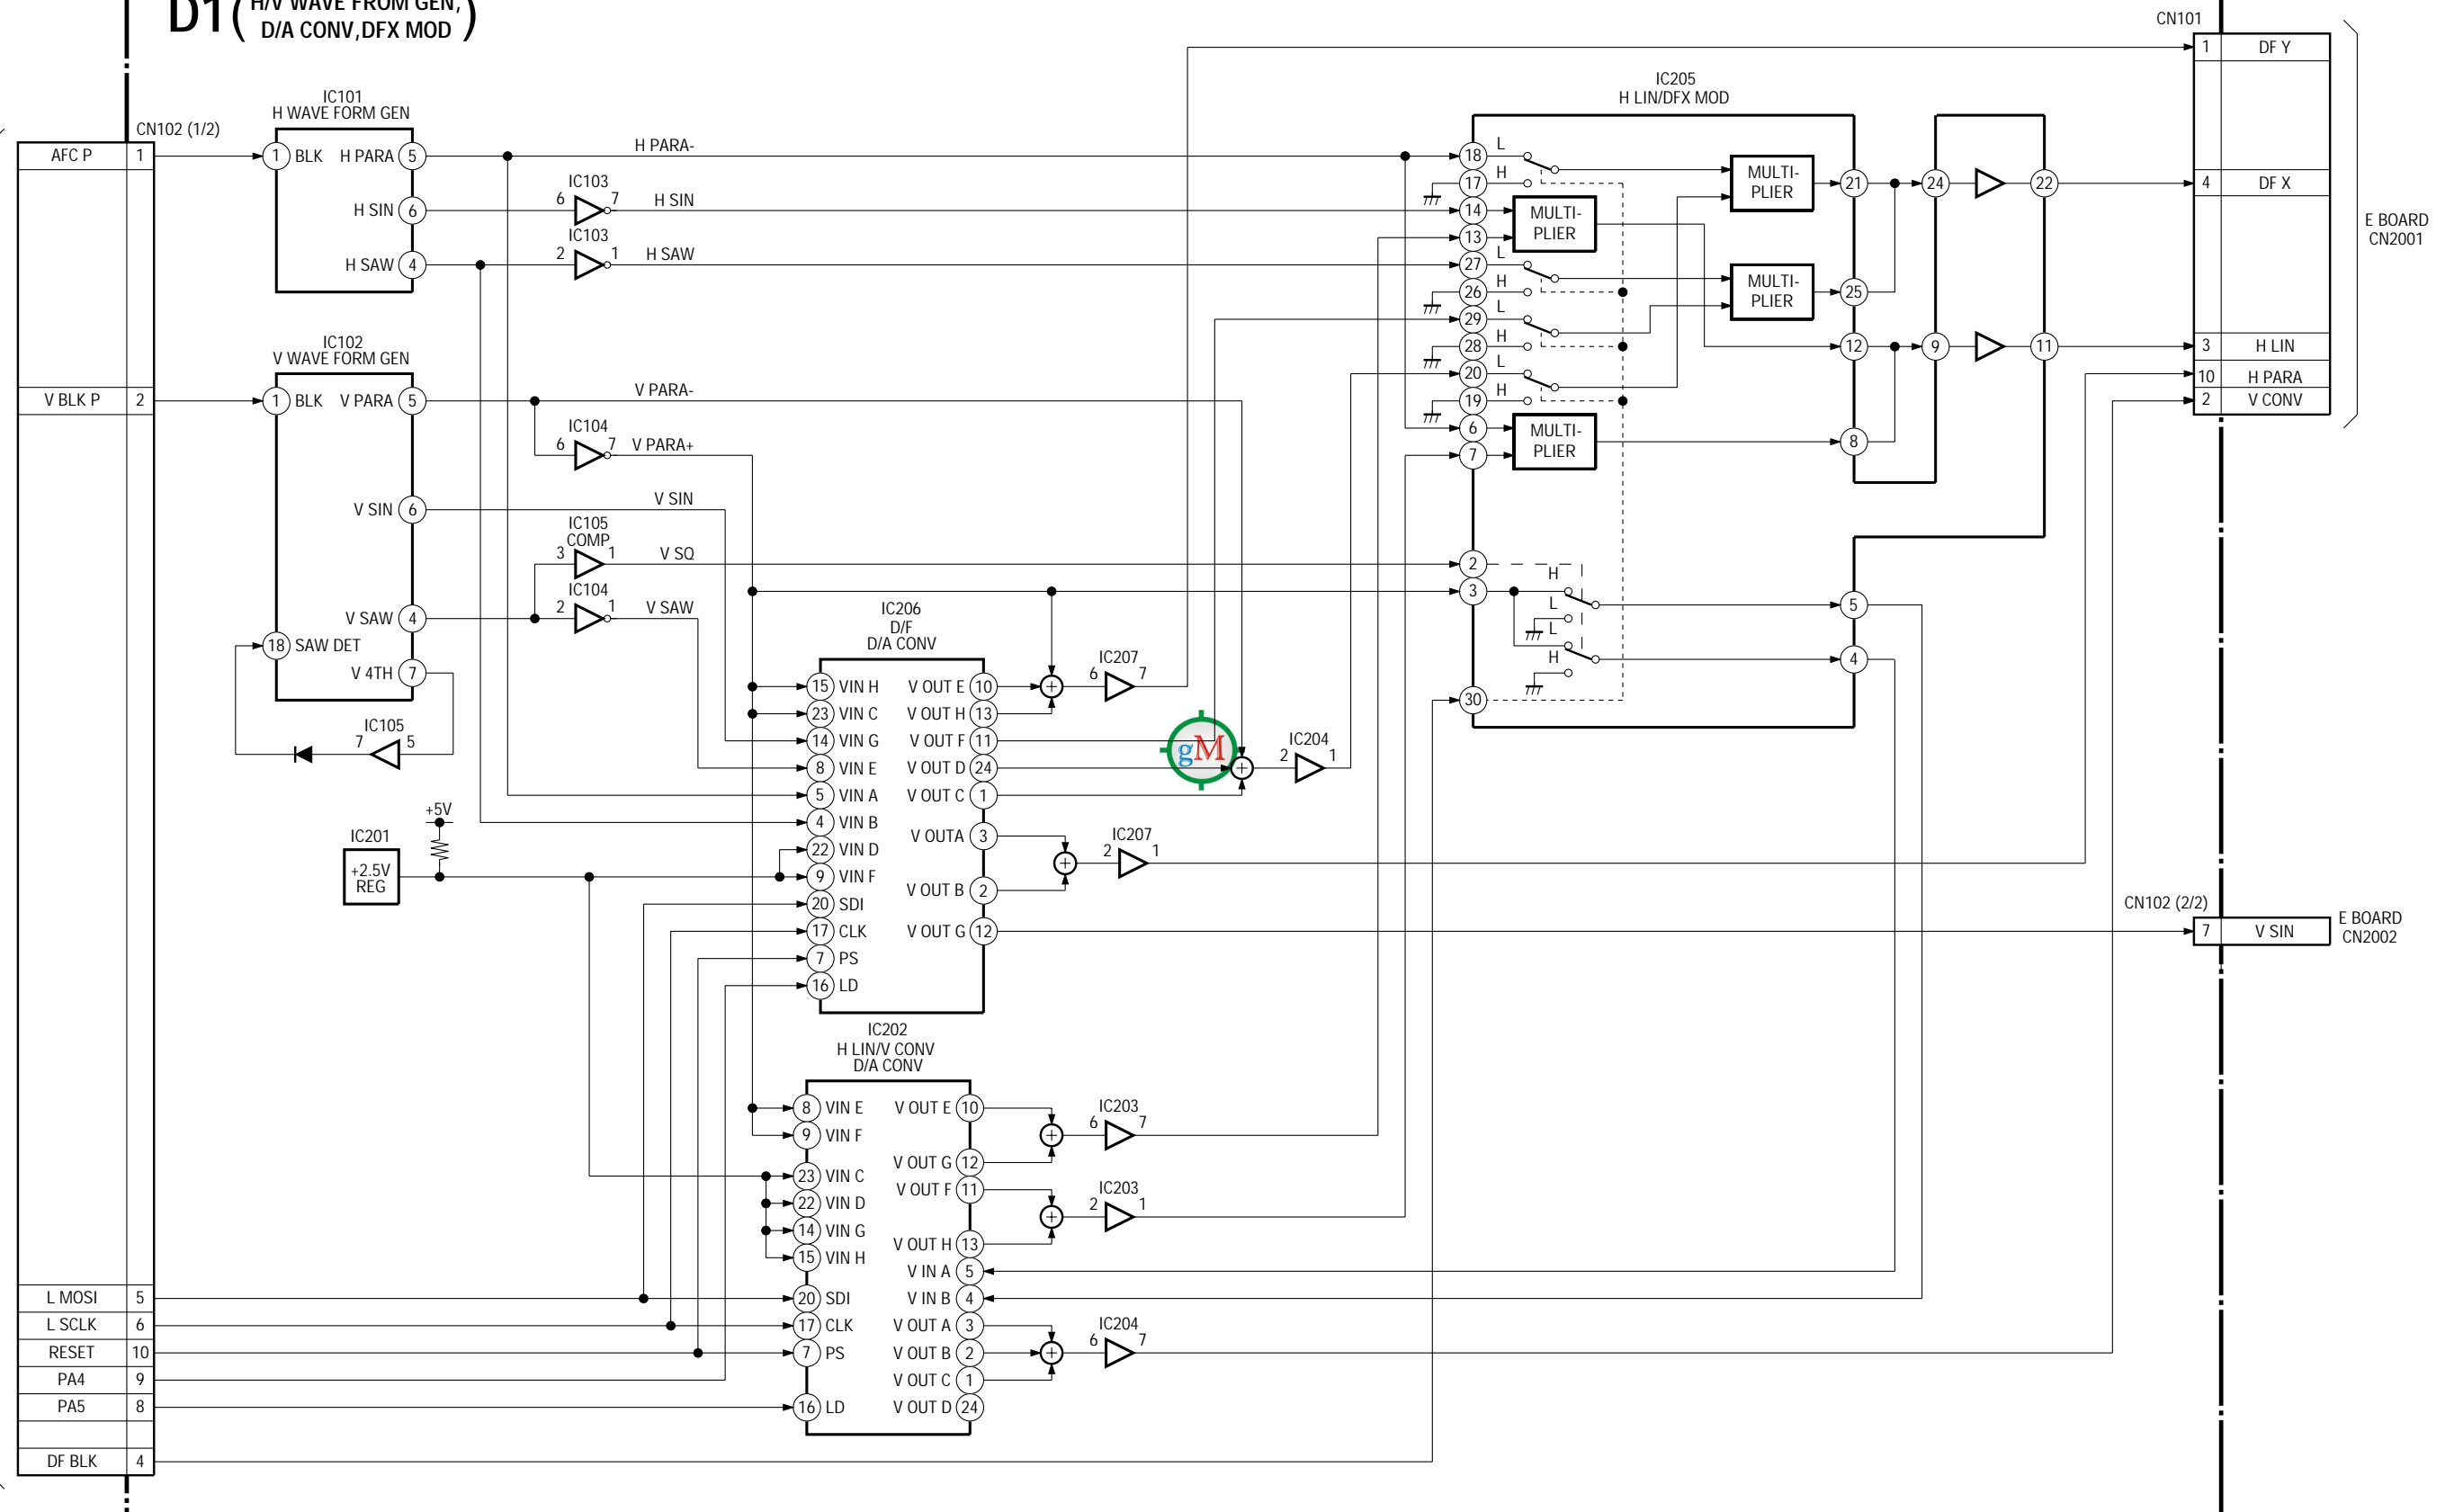 D1 ( H/V WAVE FROM GEN,
D/A CONV,DFX MOD )
CN102 (1/2)
AFC P 1
V BLK P 2
L MOSI 5
L SCLK 6
RESET 10
PA4 9
PA5 8
DF BLK 4
IC101
H WAVE FORM GEN
1 BLK H PARA 5
H SIN 6
H SAW 4
H PARA-
IC103
6 7 H SIN
IC103
2 1 H SAW
IC102
V WAVE FORM GEN
1 BLK V PARA 5
V SIN 6
V SAW 4
18 SAW DET
V 4TH 7
V PARA-
IC104
6 7 V PARA+
V SIN
IC105
COMP
3 1 V SQ
IC104
2 1 V SAW
IC105
7 5
+5V
IC201
+2.5V
REG
IC206
D/F
D/A CONV
15 VIN H V OUT E 10
23 VIN C V OUT H 13
14 VIN G V OUT F 11
8 VIN E V OUT D 24
5 VIN A V OUT C 1
4 VIN B V OUTA 3
22 VIN D
9 VIN F V OUT B 2
20 SDI
17 CLK V OUT G 12
7 PS
16 LD
+
IC207
6 7
gM
+
IC204
2 1
+
IC207
2 1
IC202
H LIN/V CONV
D/A CONV
8 VIN E V OUT E 10
9 VIN F
V OUT G 12
23 VIN C
V OUT F 11
22 VIN D
14 VIN G
V OUT H 13
15 VIN H
V IN A 5
20 SDI V IN B 4
17 CLK V OUT A 3
7 PS V OUT B 2
V OUT C 1
16 LD V OUT D 24
+
IC203
6 7
+
IC203
2 1
+
IC204
6 7
IC205
H LIN/DFX MOD
18 L
17 H
14
13
27 L
26 H
29 L
28 H
20 L
19 H
6
7
2
3
30
MULTI-
PLIER
MULTI-
PLIER
MULTI-
PLIER
MULTI-
PLIER
H
L
L
H
21
25
12
8
5
4
24
22
9
11
CN101
1 DF Y
4 DF X
3 H LIN
10 H PARA
2 V CONV
E BOARD
CN2001
CN102 (2/2)
7 V SIN
E BOARD
CN2002